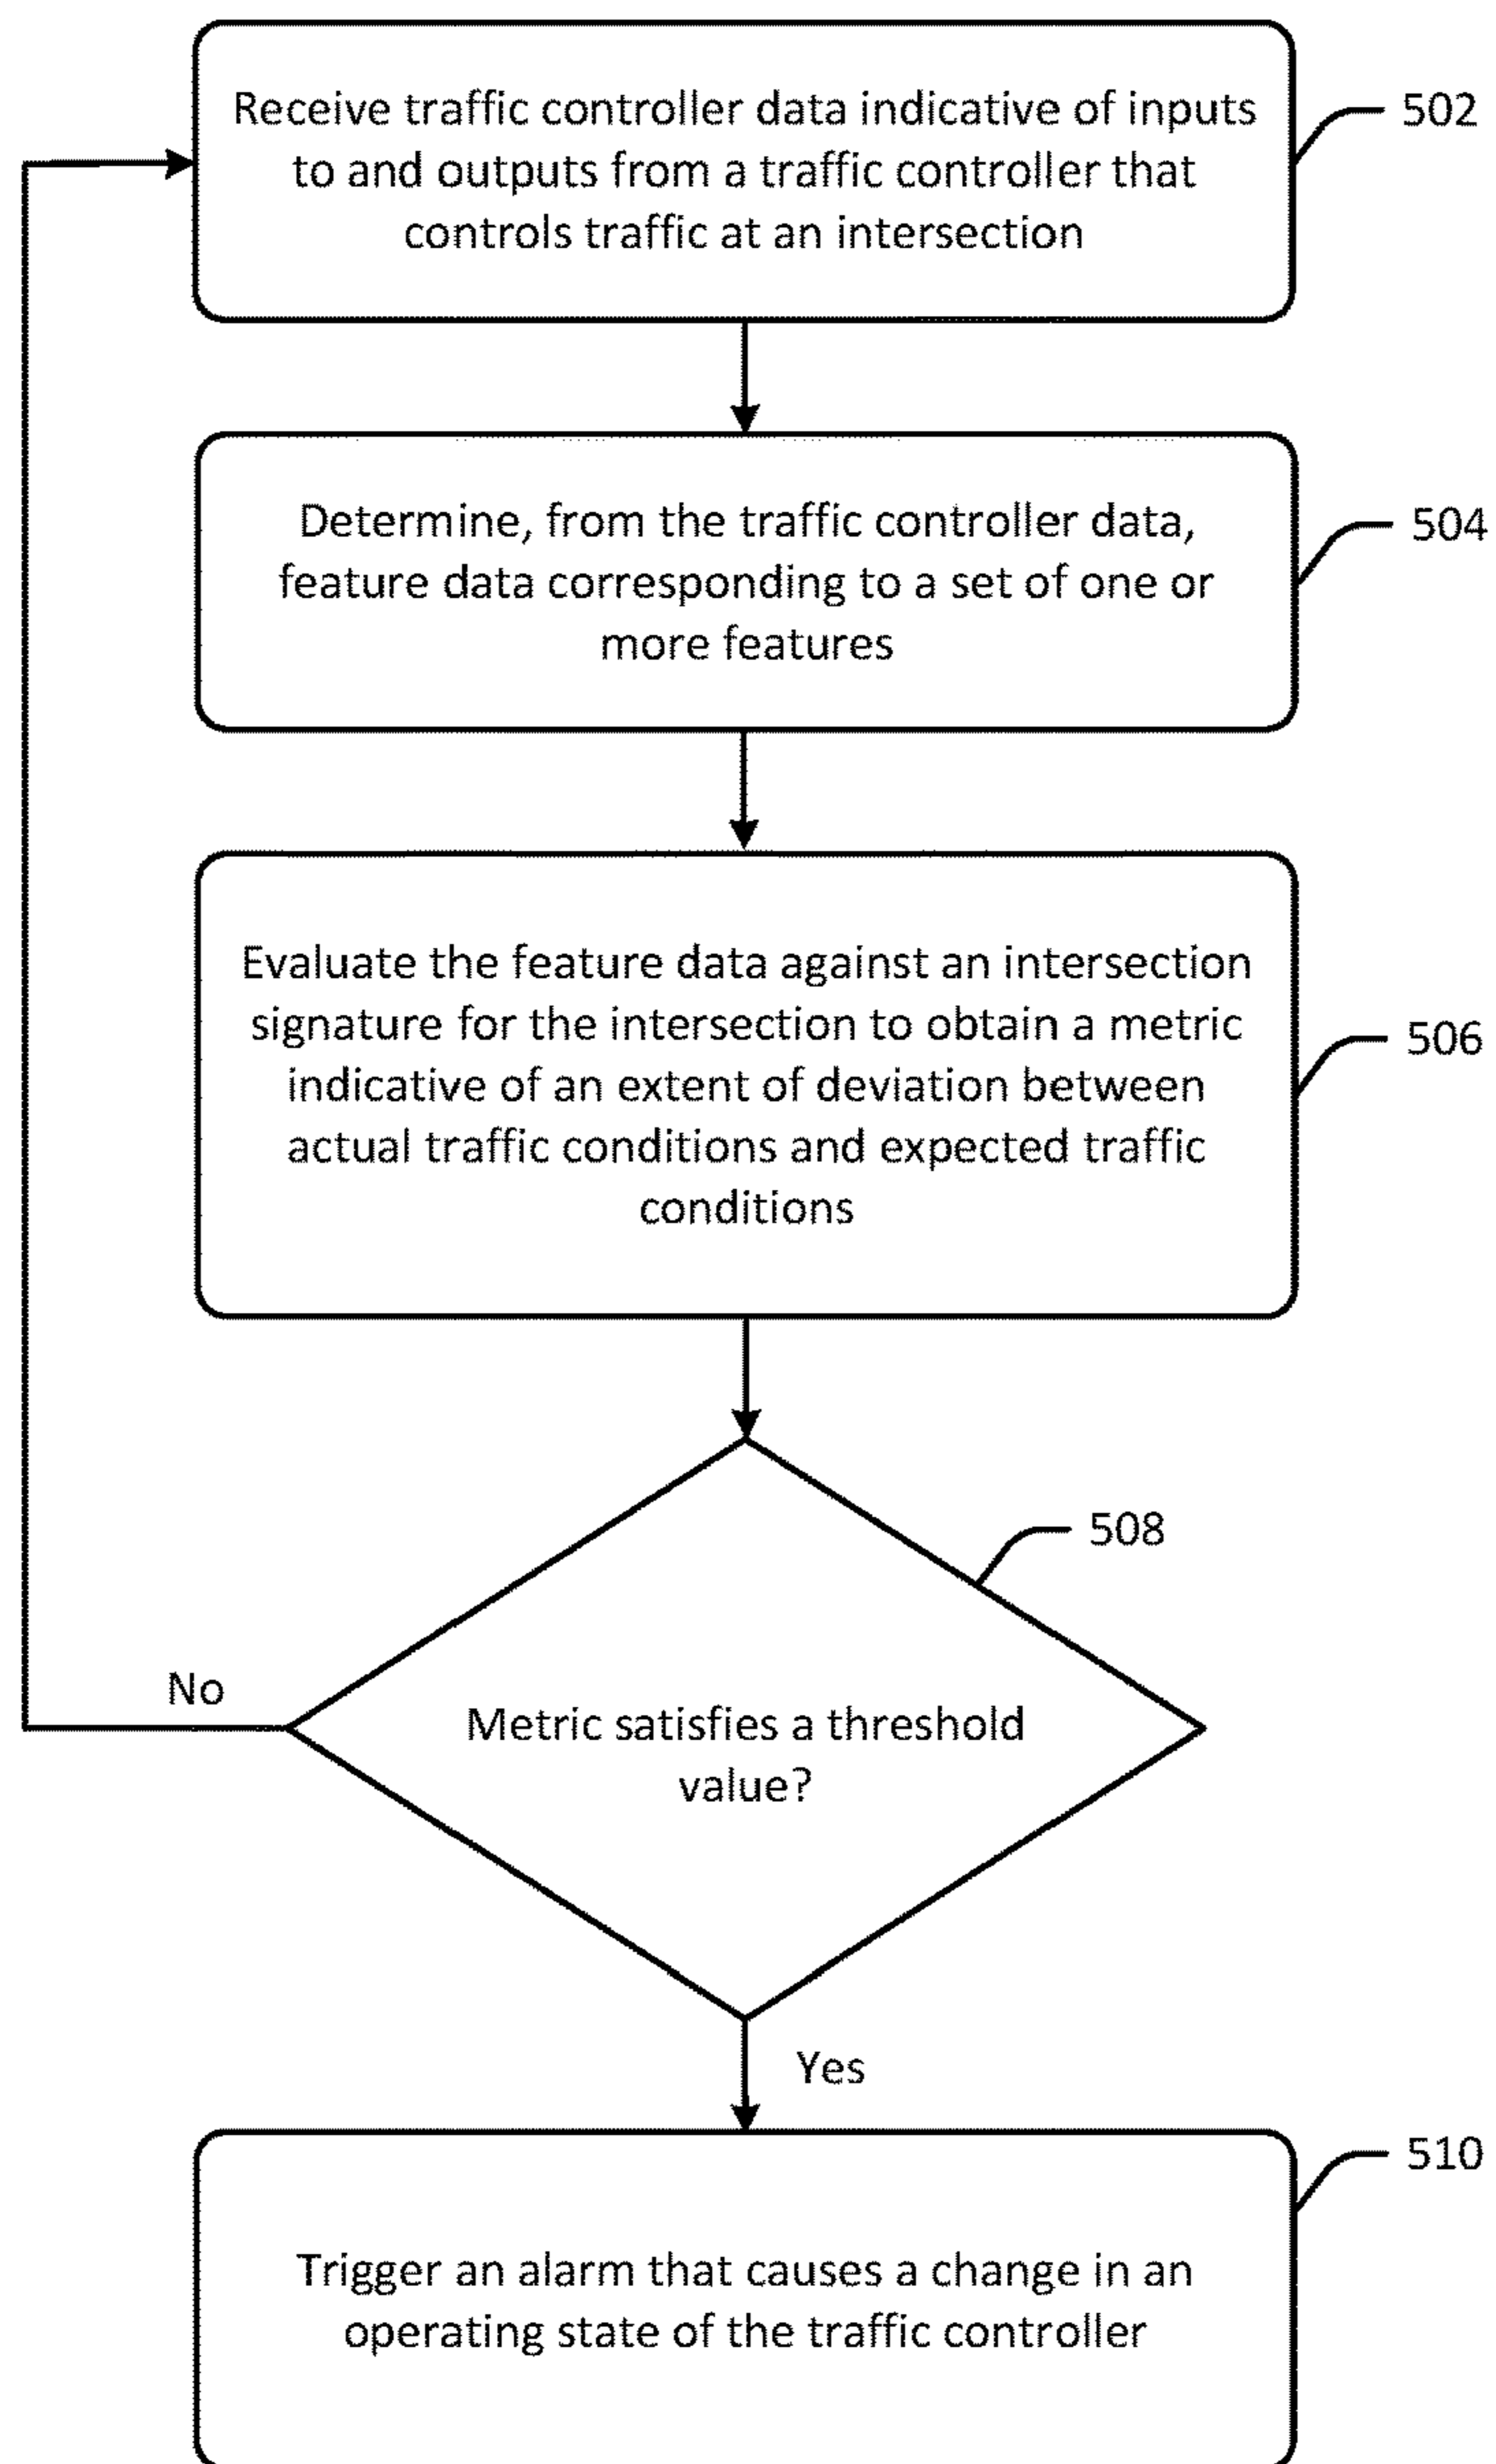 Receive traffic controller data indicative of inputs
to and outputs from a traffic controller that
controls traffic at an intersection
502
Determine, from the traffic controller data,
feature data corresponding to a set of one or
more features
504
Evaluate the feature data against an intersection
signature for the intersection to obtain a metric
indicative of an extent of deviation between
actual traffic conditions and expected traffic
conditions
506
508
No
Metric satisfies a threshold
value?
Yes
510
Trigger an alarm that causes a change in an
operating state of the traffic controller